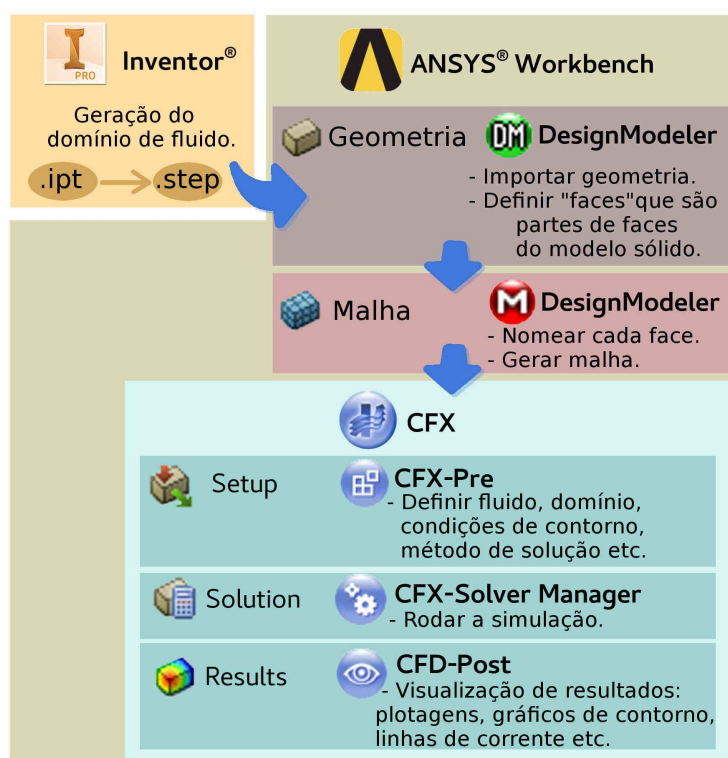 PRO
Inventor®
Geração do
domínio de fluido.
.ipt
.step
ANSYS® Workbench
Geometria
DM
DesignModeler
- Importar geometria.
- Definir "faces"que são
partes de faces
do modelo sólido.
Malha
M
DesignModeler
- Nomear cada face.
- Gerar malha.
CFX
Setup
CFX-Pre
- Definir fluido, domínio,
condições de contorno,
método de solução etc.
Solution
CFX-Solver Manager
- Rodar a simulação.
Results
CFD-Post
- Visualização de resultados:
plotagens, gráficos de contorno,
linhas de corrente etc.